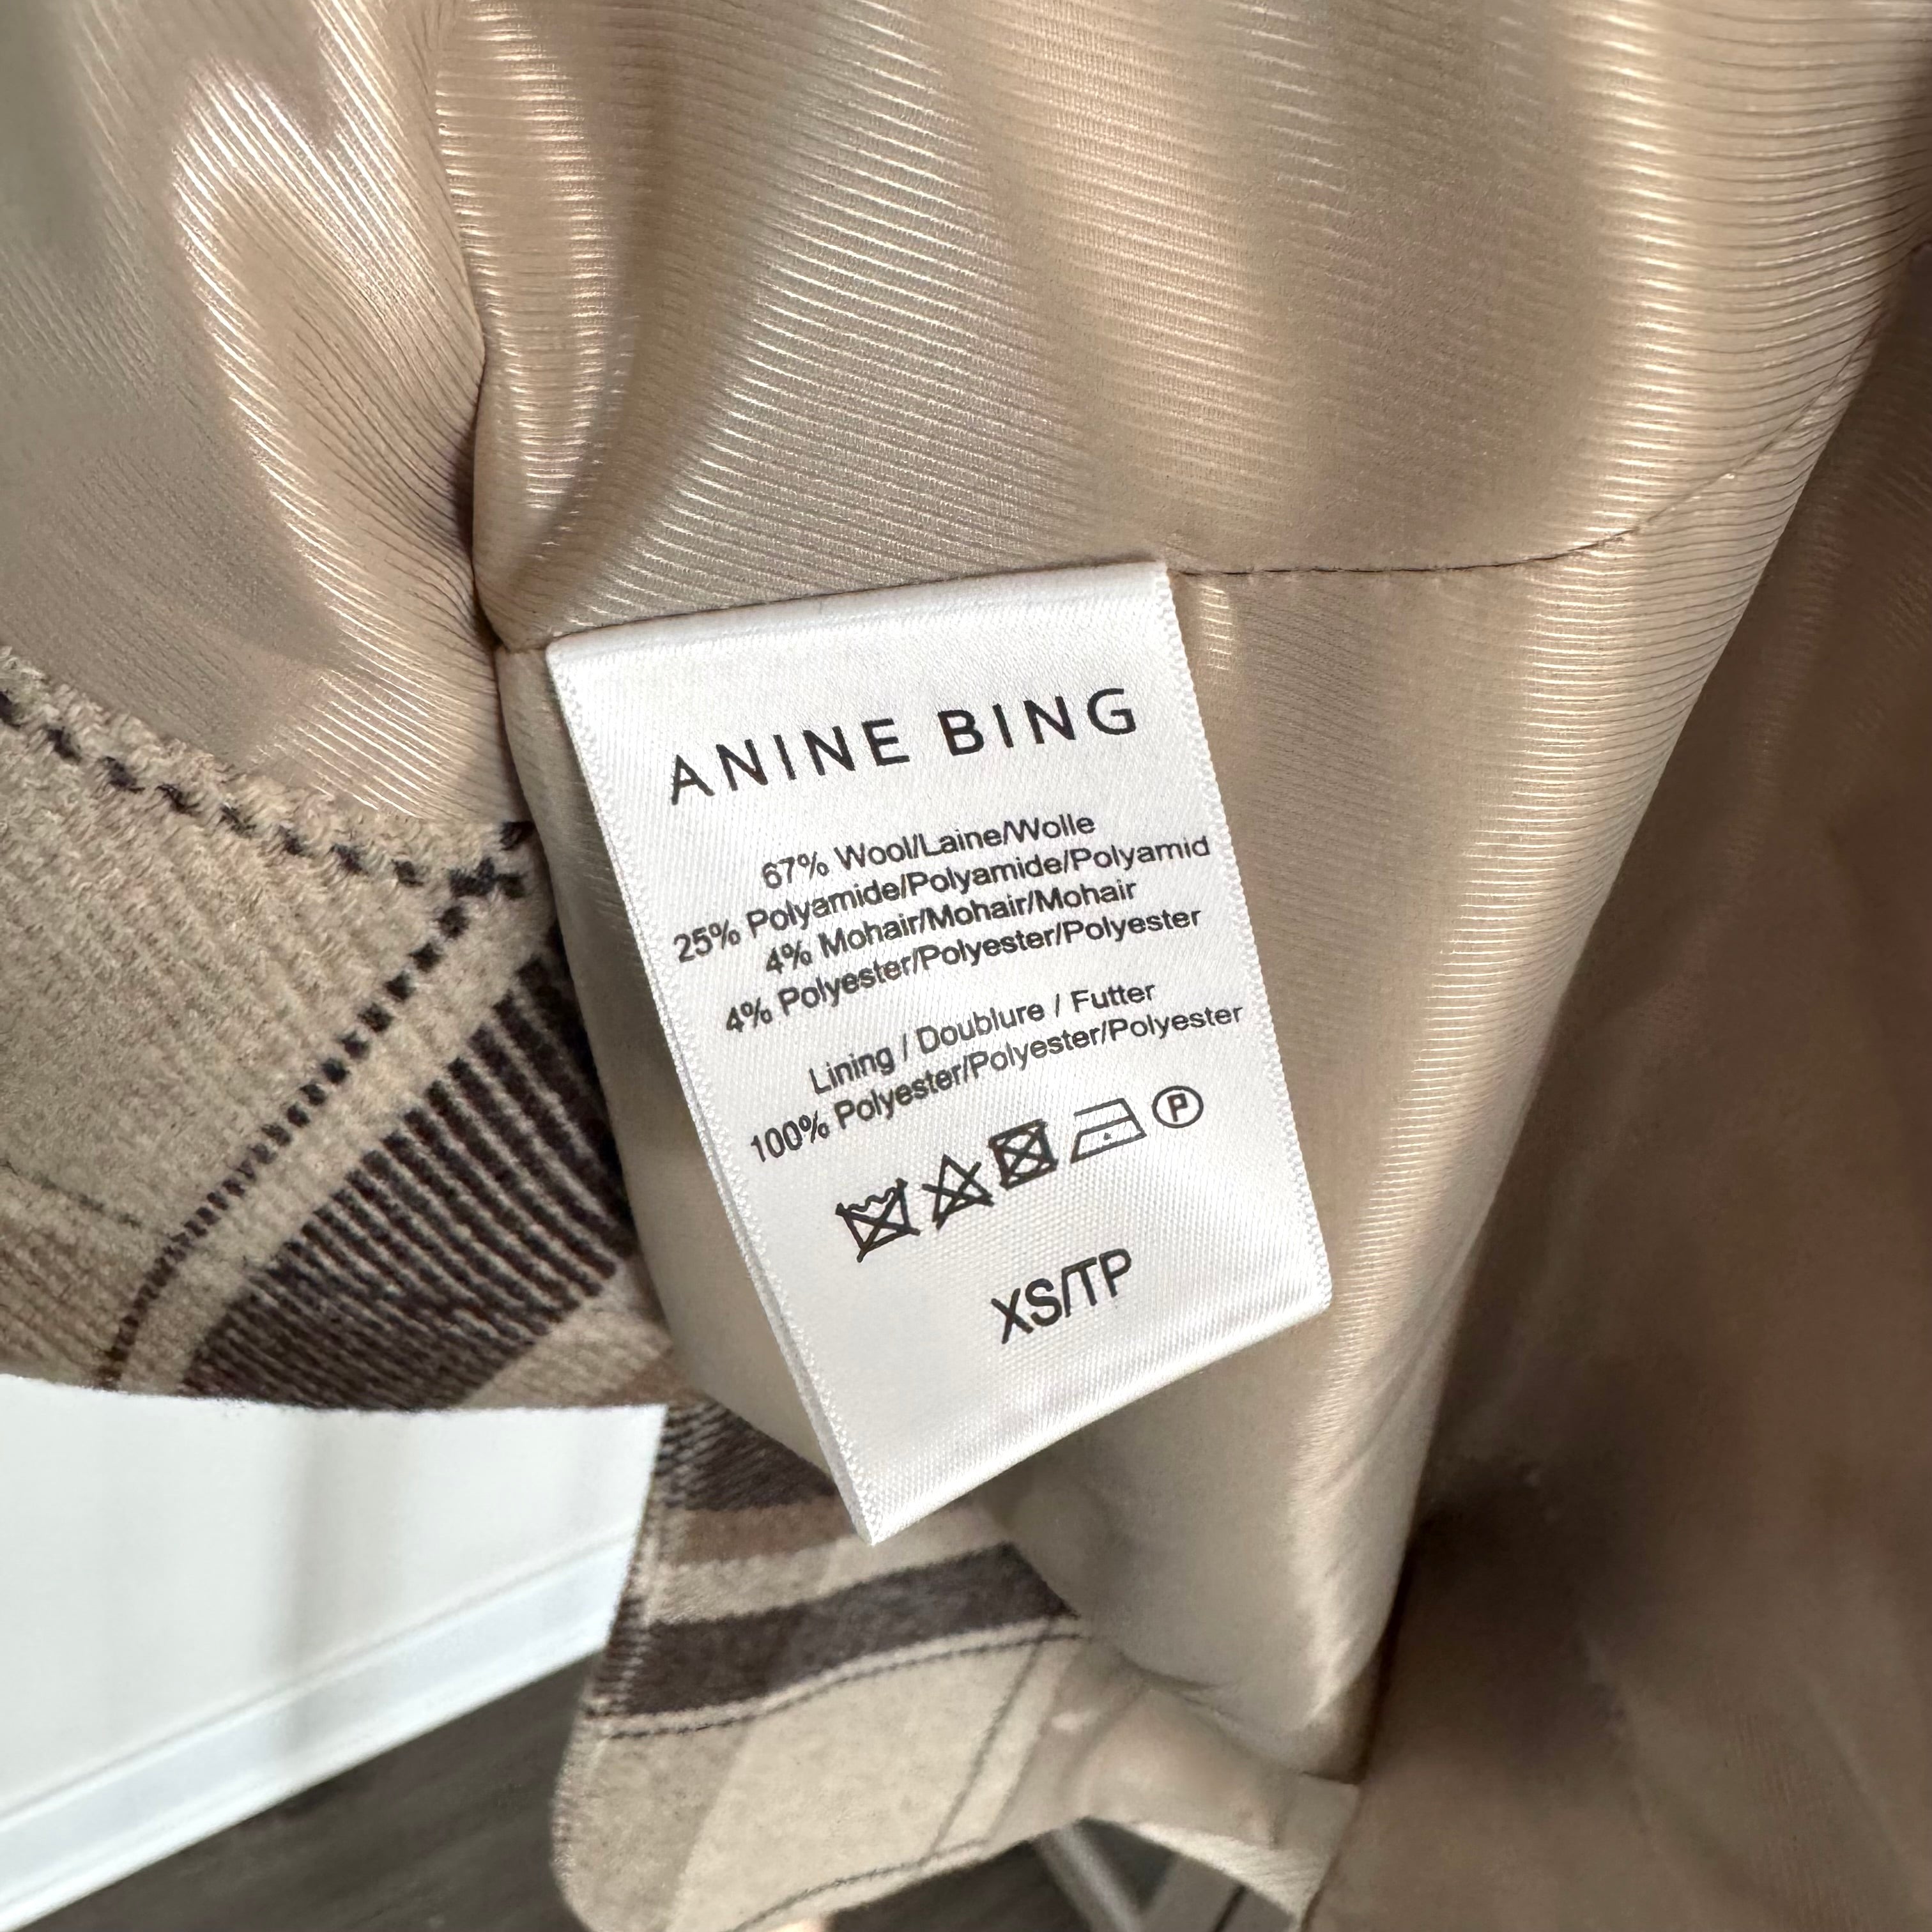 ANINE BING
67% Wool/Laine/Wolle
25% Polyamide/Polyamide/Polyamid
4% Mohair/Mohair/Mohair
4% Polyester/Polyester/Polyester
Lining / Doublure / Futter
100% Polyester/Polyester/Polyester
P
XS/TP